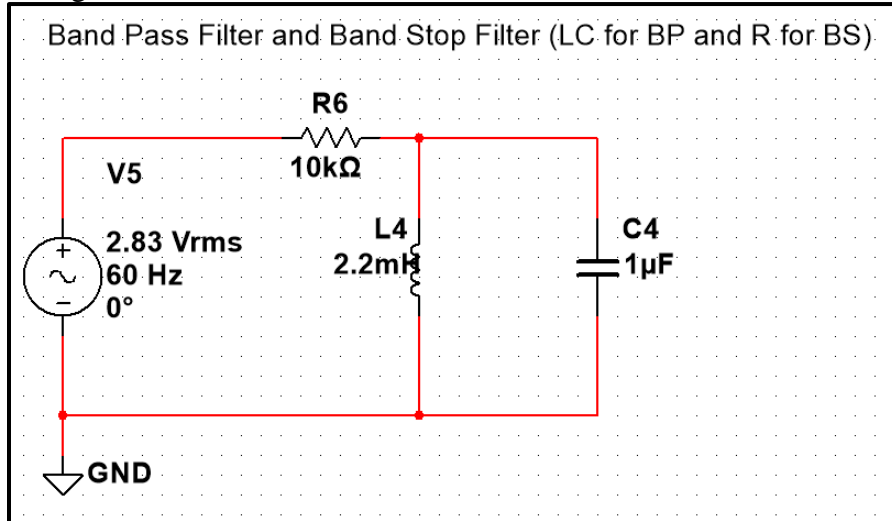 Band Pass Filter and Band Stop Filter (LC for BP and R for BS)
R6
10kΩ
V5
2.83 Vrms
60 Hz
0°
L4
2.2mH
C4
1µF
GND